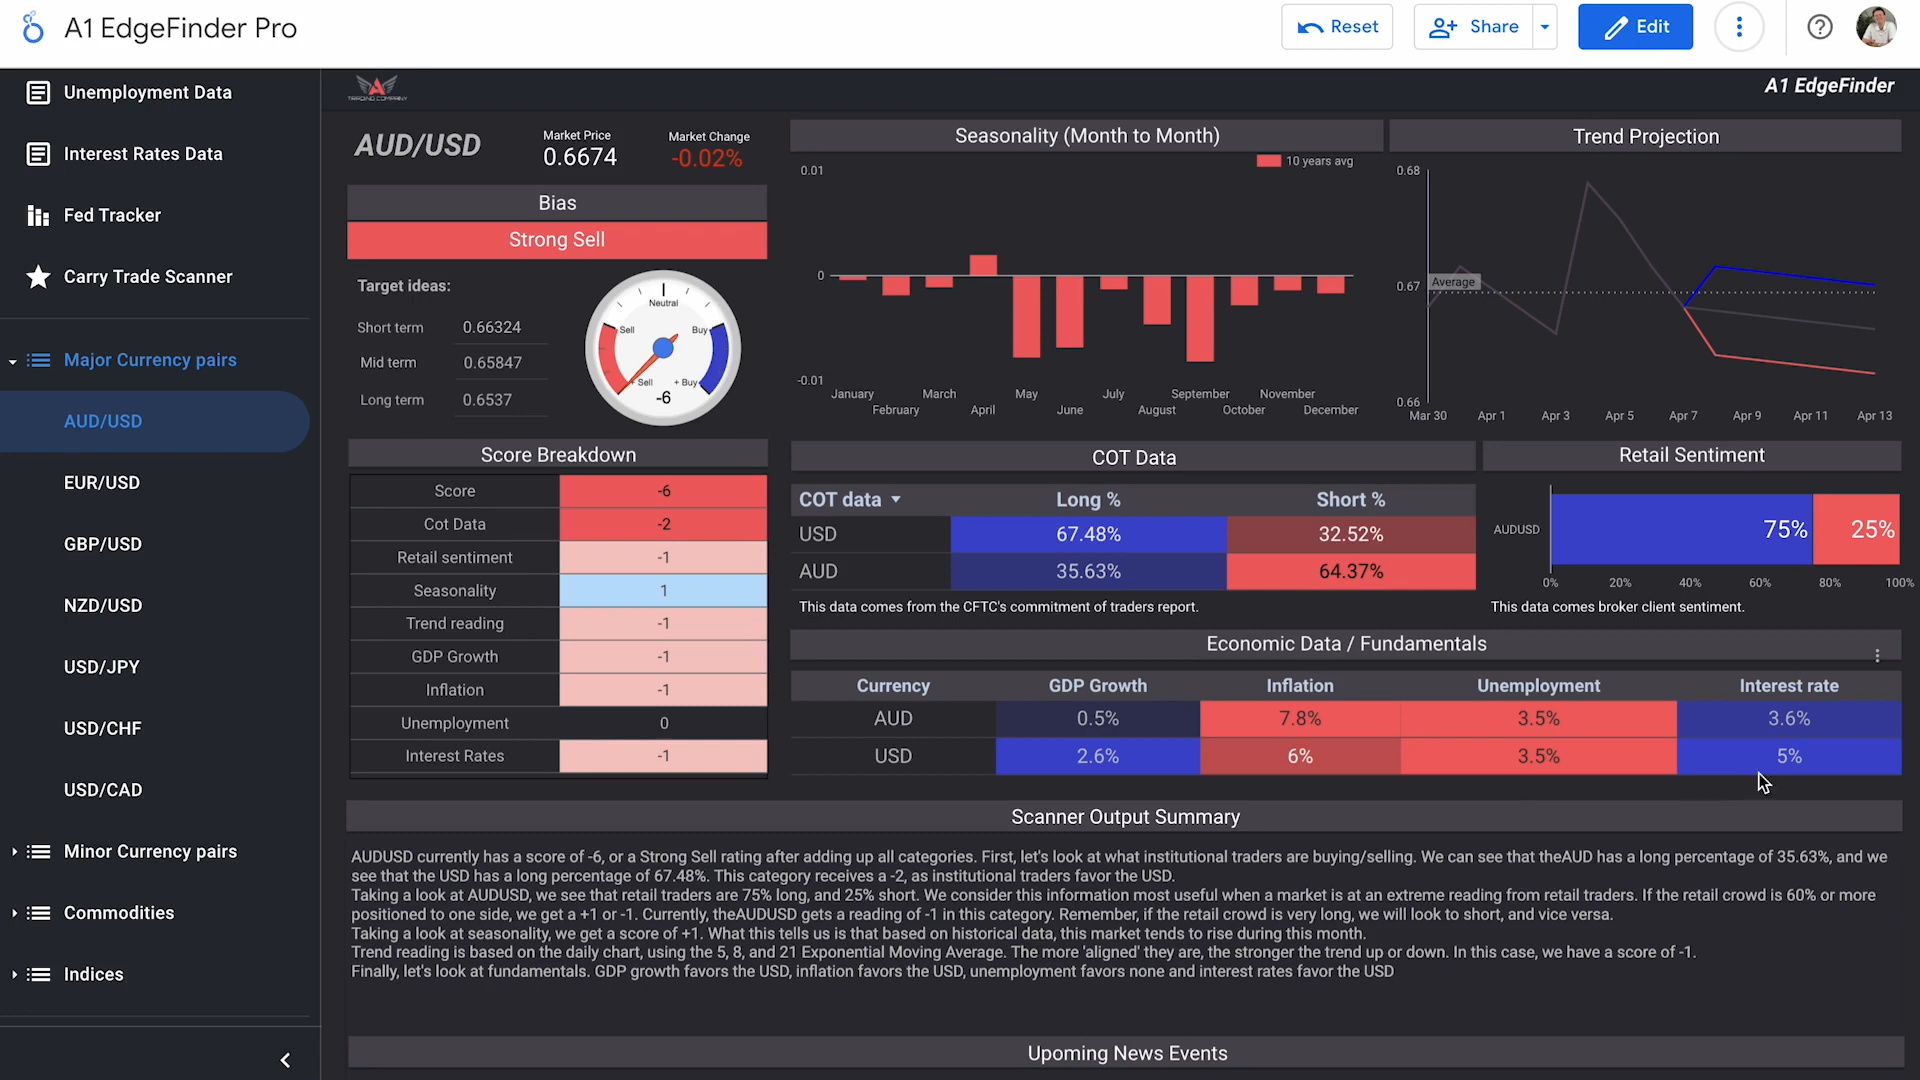 A1 EdgeFinder Pro
Reset
Share
Edit
Unemployment Data
Interest Rates Data
Fed Tracker
Carry Trade Scanner
Major Currency pairs
AUD/USD
EUR/USD
GBP/USD
NZD/USD
USD/JPY
USD/CHF
USD/CAD
Minor Currency pairs
Commodities
Indices
TRADING COMPANY
A1 EdgeFinder
AUD/USD
Market Price
0.6674
Market Change
-0.02%
Bias
Strong Sell
Target ideas:
Short term 0.66324
Mid term 0.65847
Long term 0.6537
Neutral
Sell Buy
+ Sell + Buy
-6
Seasonality (Month to Month)
10 years avg
0.01
0
-0.01
January March May July September November
February April June August October December
Trend Projection
0.68
0.67
0.66
Average
Mar 30 Apr 1 Apr 3 Apr 5 Apr 7 Apr 9 Apr 11 Apr 13
Score Breakdown
Score -6
Cot Data -2
Retail sentiment -1
Seasonality 1
Trend reading -1
GDP Growth -1
Inflation -1
Unemployment 0
Interest Rates -1
COT Data
COT data Long % Short %
USD 67.48% 32.52%
AUD 35.63% 64.37%
This data comes from the CFTC's commitment of traders report.
Retail Sentiment
AUDUSD 75% 25%
0% 20% 40% 60% 80% 100%
This data comes broker client sentiment.
Economic Data / Fundamentals
Currency GDP Growth Inflation Unemployment Interest rate
AUD 0.5% 7.8% 3.5% 3.6%
USD 2.6% 6% 3.5% 5%
Scanner Output Summary
AUDUSD currently has a score of -6, or a Strong Sell rating after adding up all categories. First, let's look at what institutional traders are buying/selling. We can see that theAUD has a long percentage of 35.63%, and we
see that the USD has a long percentage of 67.48%. This category receives a -2, as institutional traders favor the USD.
Taking a look at AUDUSD, we see that retail traders are 75% long, and 25% short. We consider this information most useful when a market is at an extreme reading from retail traders. If the retail crowd is 60% or more
positioned to one side, we get a +1 or -1. Currently, theAUDUSD gets a reading of -1 in this category. Remember, if the retail crowd is very long, we will look to short, and vice versa.
Taking a look at seasonality, we get a score of +1. What this tells us is that based on historical data, this market tends to rise during this month.
Trend reading is based on the daily chart, using the 5, 8, and 21 Exponential Moving Average. The more 'aligned' they are, the stronger the trend up or down. In this case, we have a score of -1.
Finally, let's look at fundamentals. GDP growth favors the USD, inflation favors the USD, unemployment favors none and interest rates favor the USD
Upoming News Events